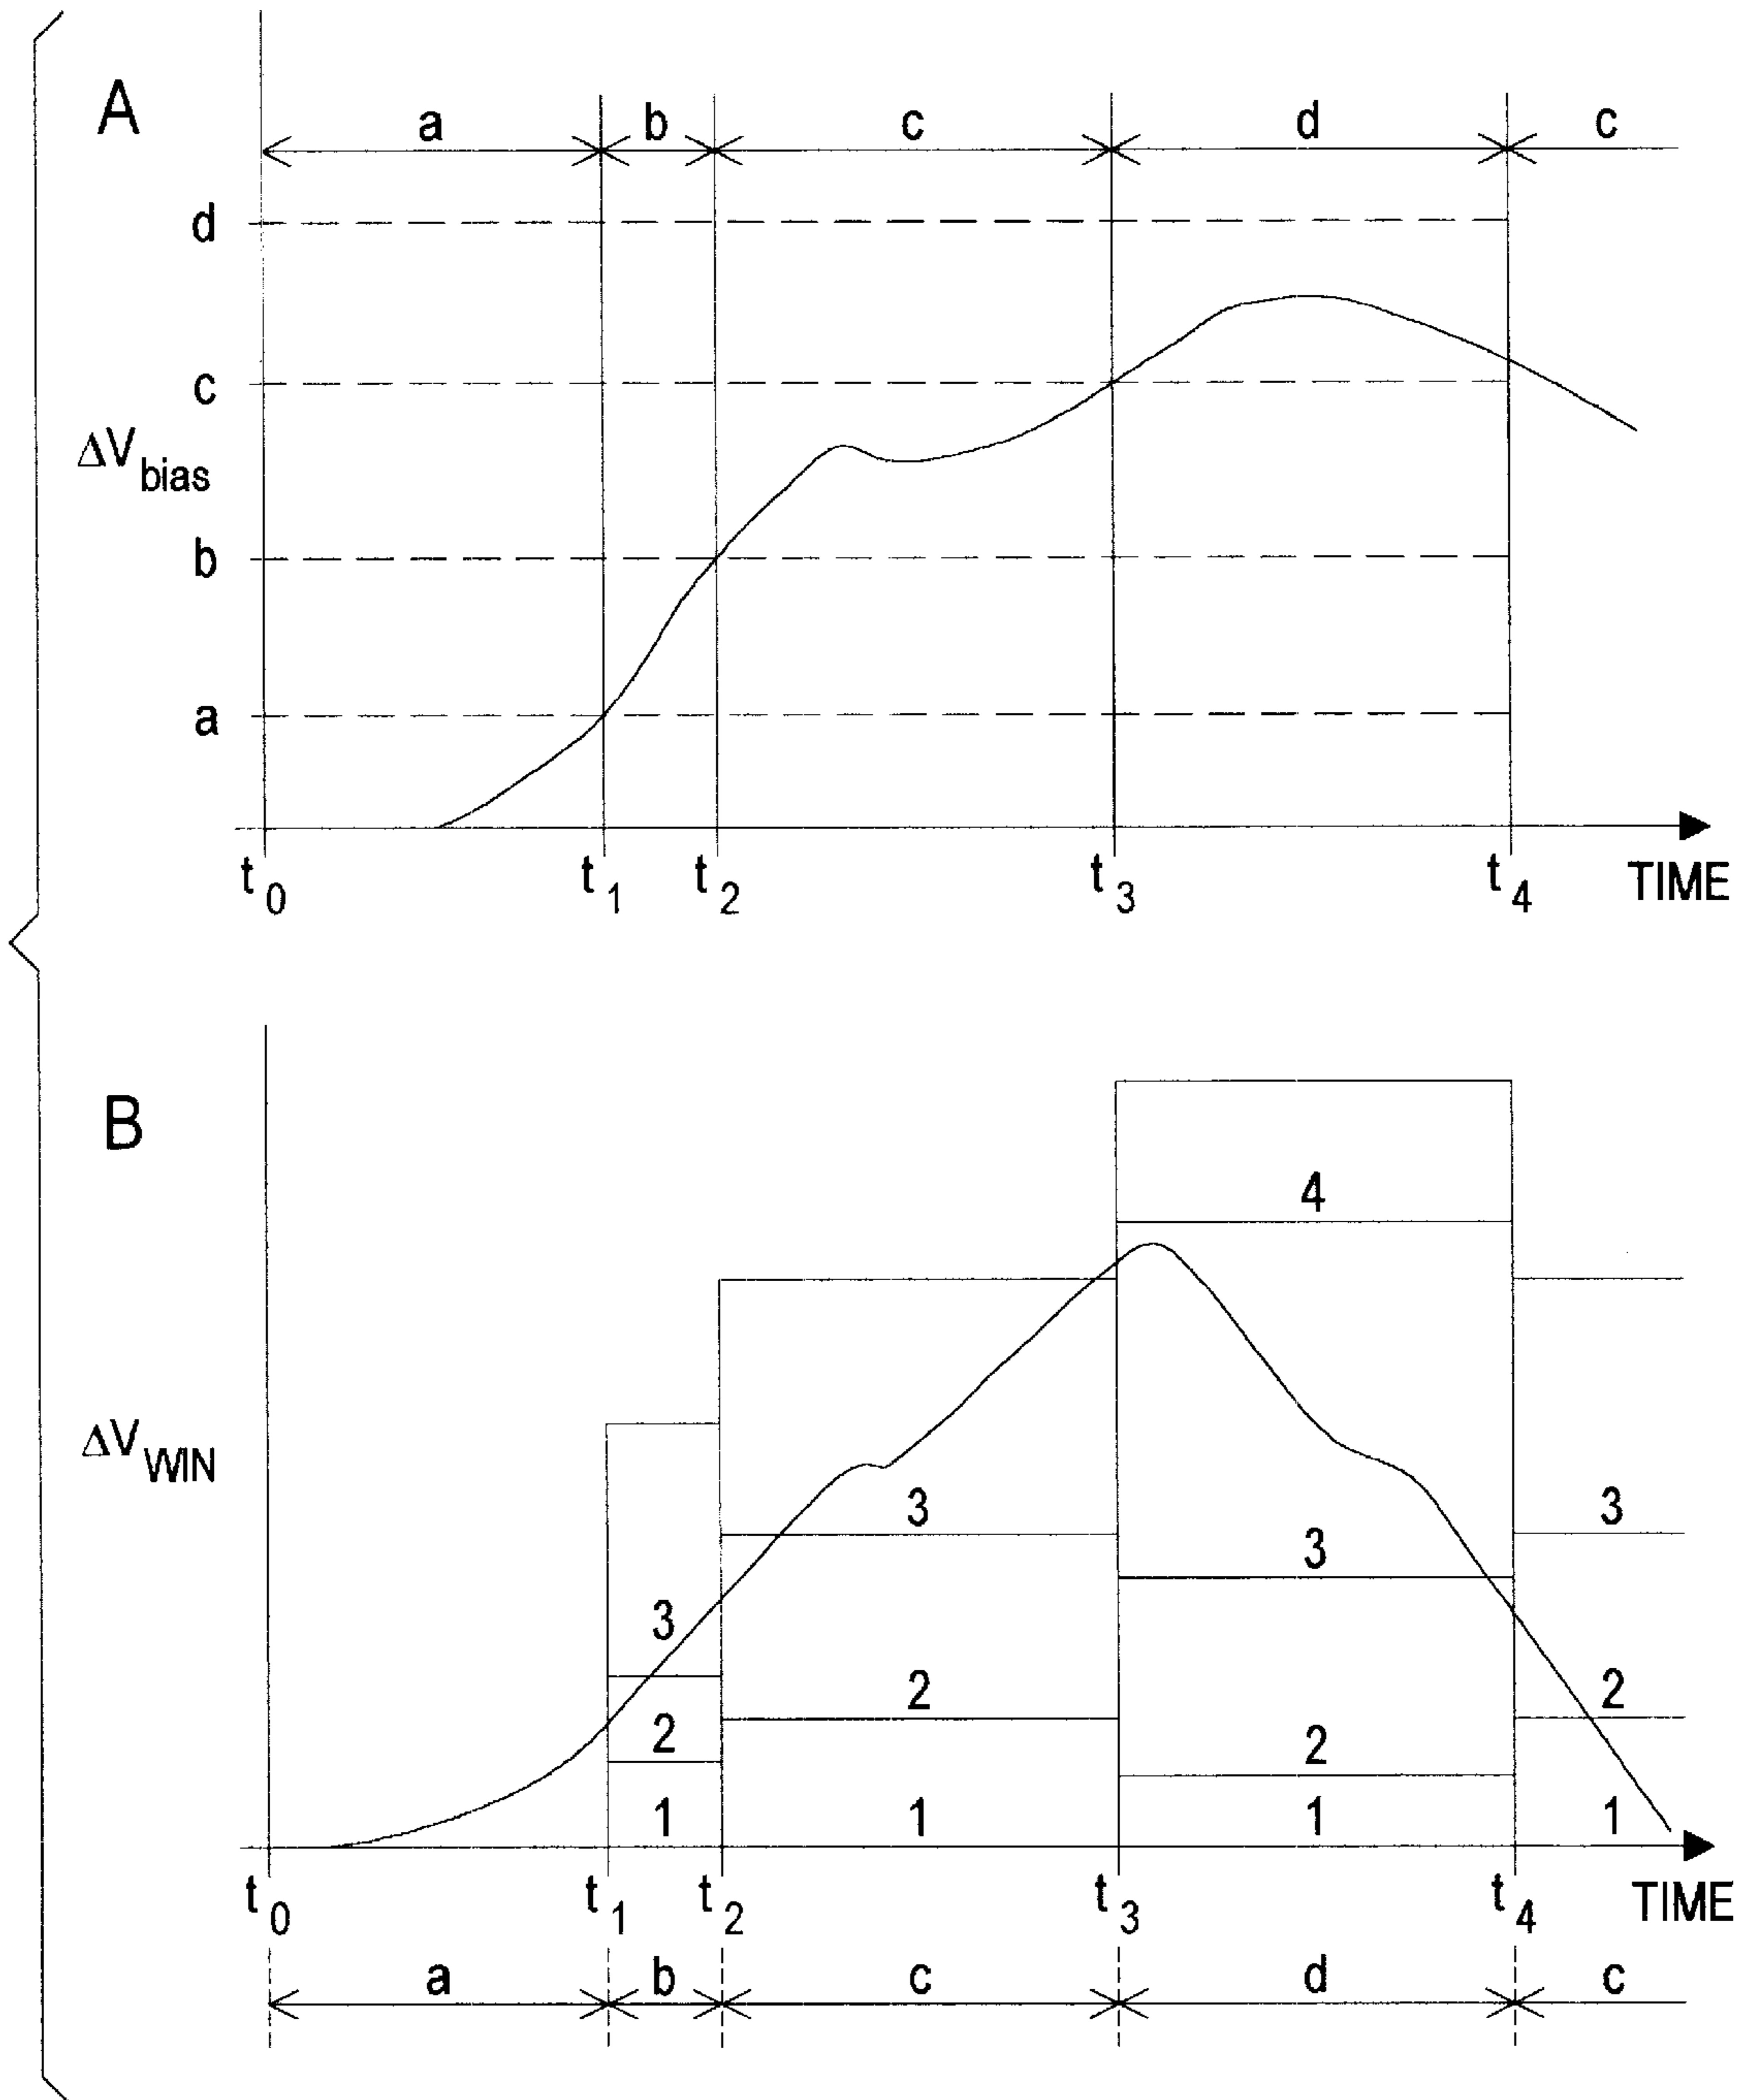 A
a b c d c
d
c
ΔVbias
b
a
t0 t1 t2 t3 t4 TIME
B
4
ΔVWIN
3 3
3
3
2 2
2 2
1 1 1 1
t0 t1 t2 t3 t4 TIME
a b c d c